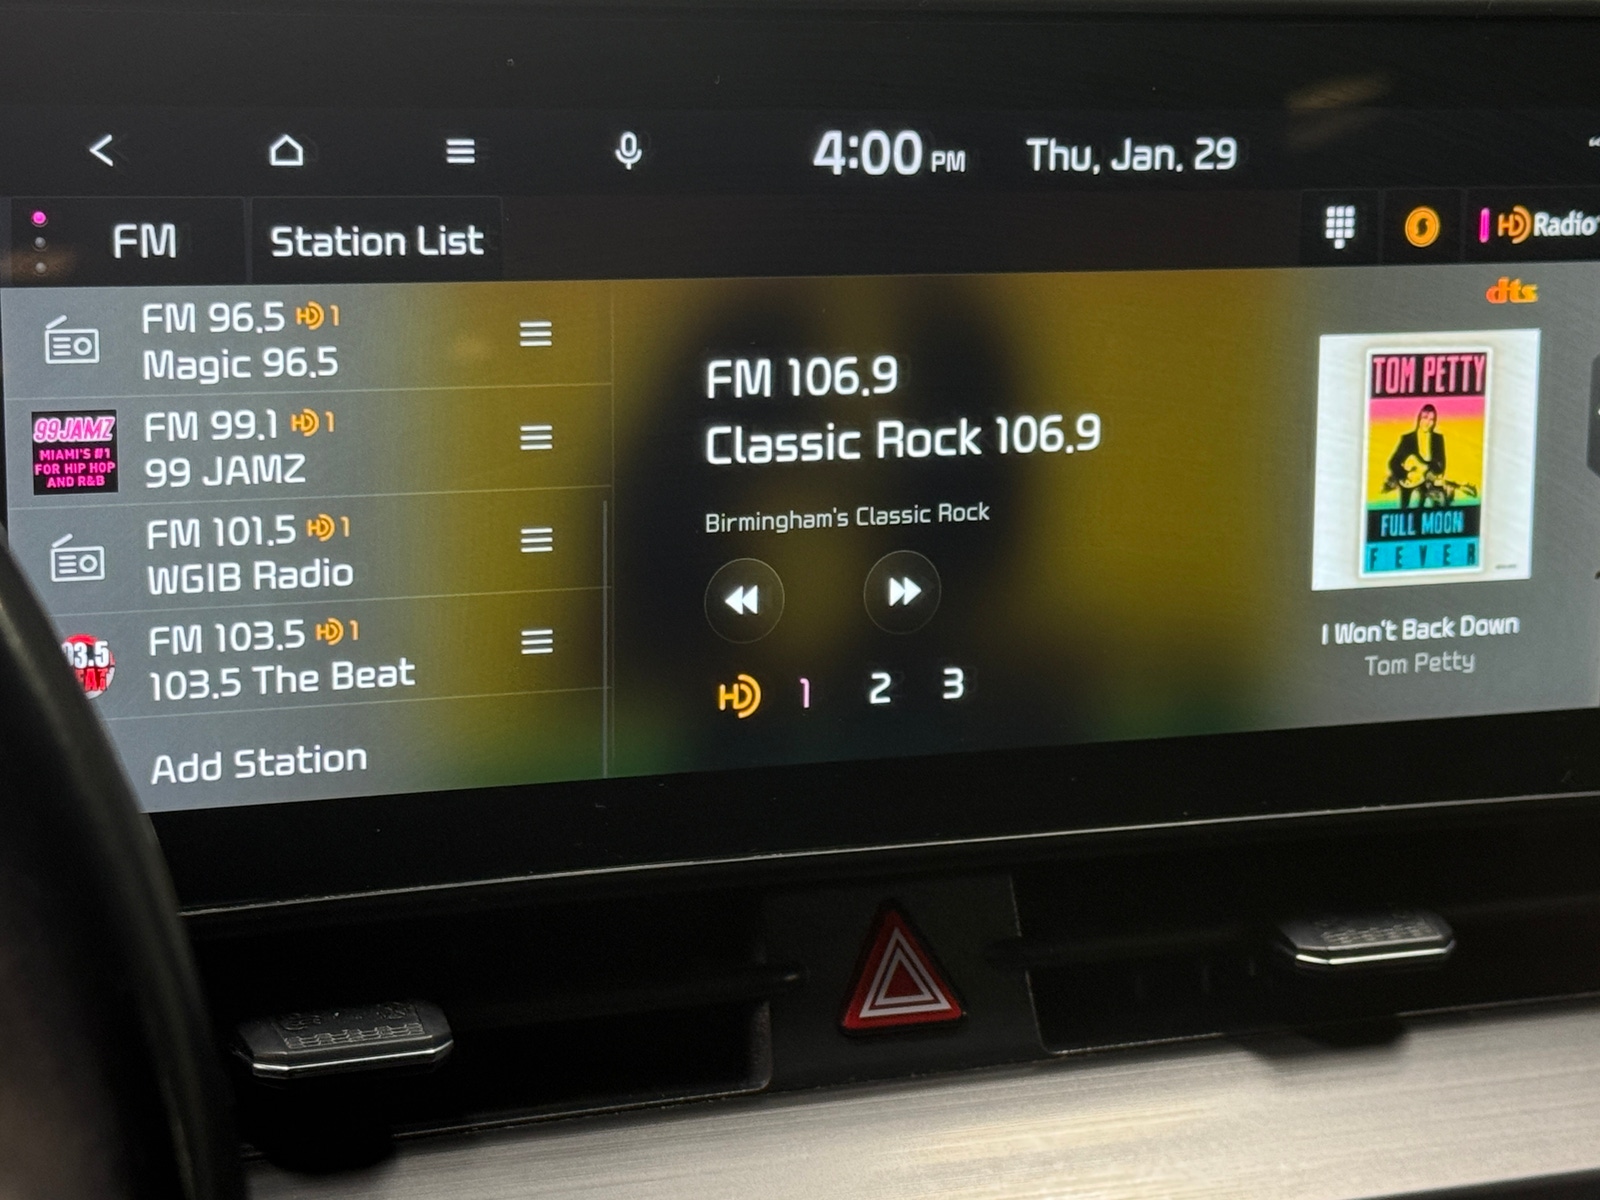 4:00 PM Thu, Jan. 29
FM
Station List
HD Radio
FM 96.5 HD 1
Magic 96.5
99JAMZ
MIAMI'S #1
FOR HIP HOP
AND R&B
FM 99.1 HD 1
99 JAMZ
FM 101.5 HD 1
WGIB Radio
03.5
FM 103.5 HD 1
103.5 The Beat
Add Station
FM 106.9
Classic Rock 106.9
Birmingham's Classic Rock
HD 1 2 3
dts
TOM PETTY
FULL MOON
FEVER
I Won't Back Down
Tom Petty